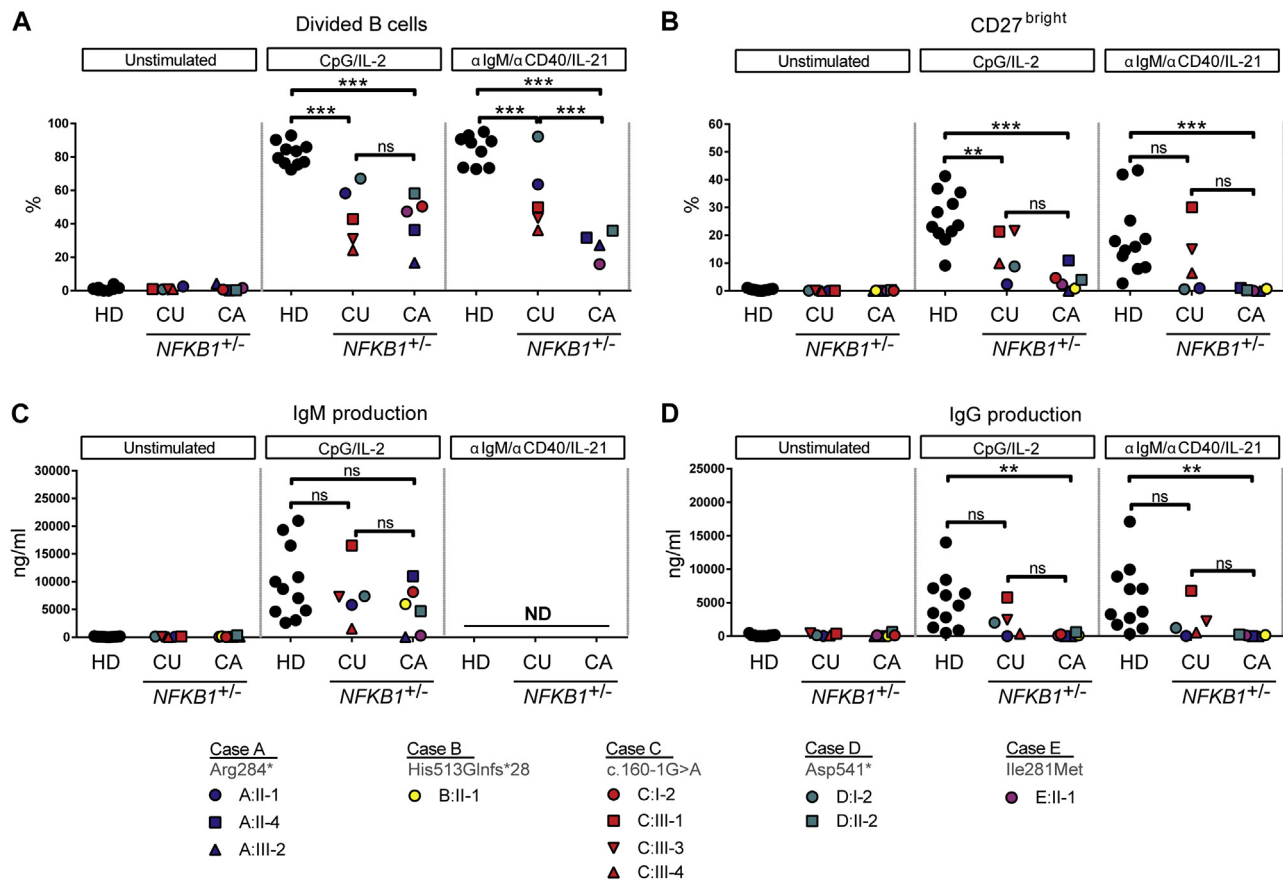 A
Divided B cells
Unstimulated
CpG/IL-2
αIgM/αCD40/IL-21
***
***
***
***
***
ns
%
100
80
60
40
20
0
HD
CU
CA
HD
CU
CA
HD
CU
CA
NFKB1+/-
NFKB1+/-
NFKB1+/-
B
CD27bright
Unstimulated
CpG/IL-2
αIgM/αCD40/IL-21
***
**
ns
***
ns
ns
%
60
50
40
30
20
10
0
HD
CU
CA
HD
CU
CA
HD
CU
CA
NFKB1+/-
NFKB1+/-
NFKB1+/-
C
IgM production
Unstimulated
CpG/IL-2
αIgM/αCD40/IL-21
ns
ns
ns
ND
ng/ml
30000
25000
20000
15000
10000
5000
0
HD
CU
CA
HD
CU
CA
HD
CU
CA
NFKB1+/-
NFKB1+/-
NFKB1+/-
D
IgG production
Unstimulated
CpG/IL-2
αIgM/αCD40/IL-21
**
ns
ns
**
ns
ns
ng/ml
25000
20000
15000
10000
5000
0
HD
CU
CA
HD
CU
CA
HD
CU
CA
NFKB1+/-
NFKB1+/-
NFKB1+/-
Case A
Arg284*
A:II-1
A:II-4
A:III-2
Case B
His513Glnfs*28
B:II-1
Case C
c.160-1G>A
C:I-2
C:III-1
C:III-3
C:III-4
Case D
Asp541*
D:I-2
D:II-2
Case E
Ile281Met
E:II-1